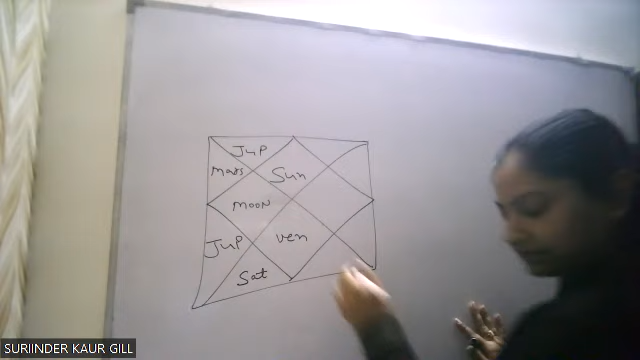 Jup
Mars
Sun
Moon
Jup
Ven
Sat
SURIINDER KAUR GILL